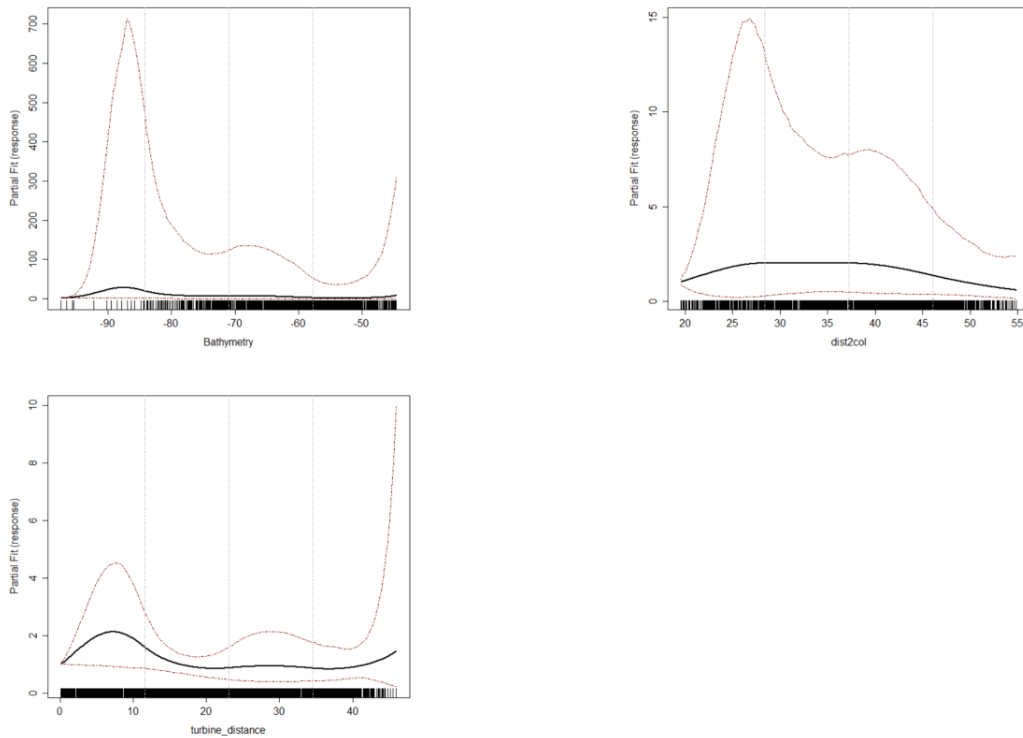 700
600
500
400
300
200
100
0
Partial Fit (response)
-90 -80 -70 -60 -50
Bathymetry
15
10
5
0
Partial Fit (response)
20 25 30 35 40 45 50 55
dist2col
10
8
6
4
2
0
Partial Fit (response)
0 10 20 30 40
turbine_distance